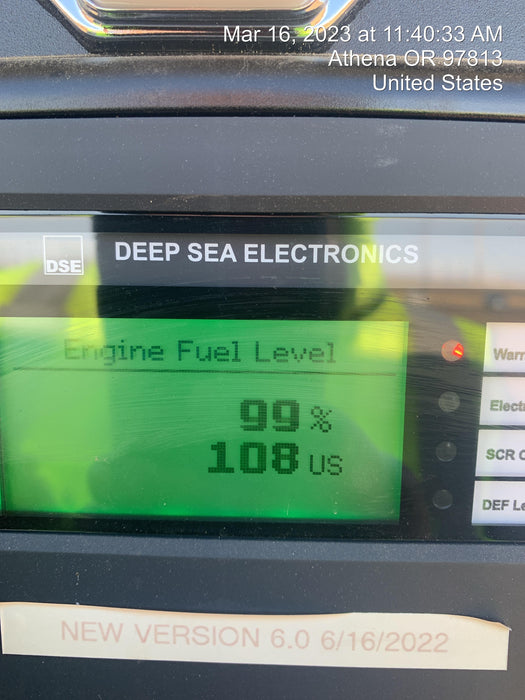 Mar 16, 2023 at 11:40:33 AM
Athena OR 97813
United States
DSE
DEEP SEA ELECTRONICS
Engine Fuel Level
99 %
108 US
Warn
Electr
SCR C
DEF Le
NEW VERSION 6.0 6/16/2022